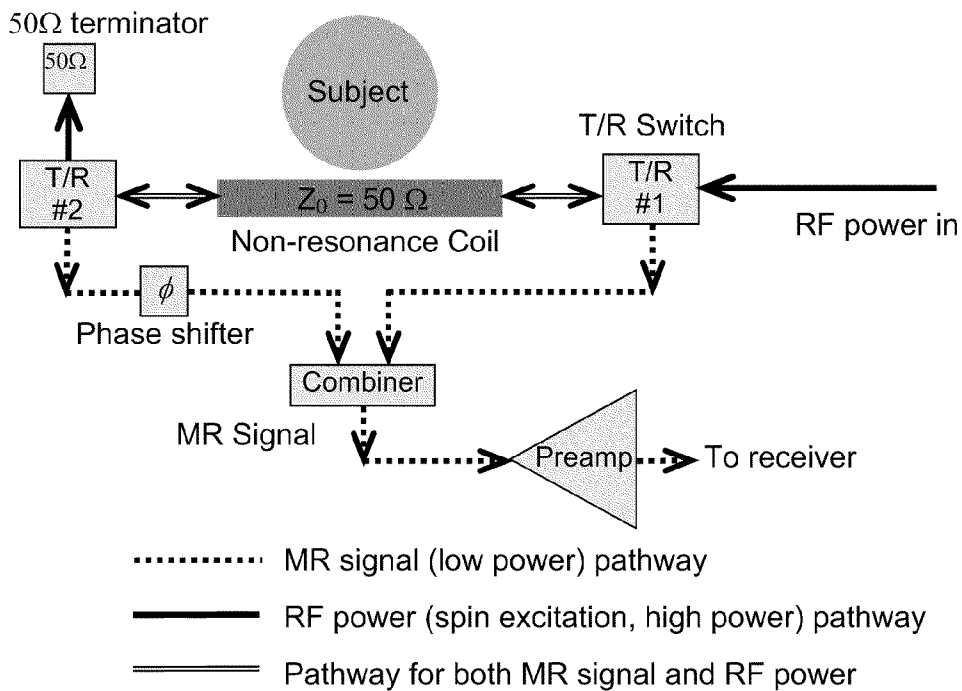 50Ω terminator
50Ω
Subject
T/R Switch
T/R
#2
Z₀ = 50 Ω
T/R
#1
RF power in
Non-resonance Coil
ϕ
Phase shifter
Combiner
MR Signal
Preamp
To receiver
MR signal (low power) pathway
RF power (spin excitation, high power) pathway
Pathway for both MR signal and RF power